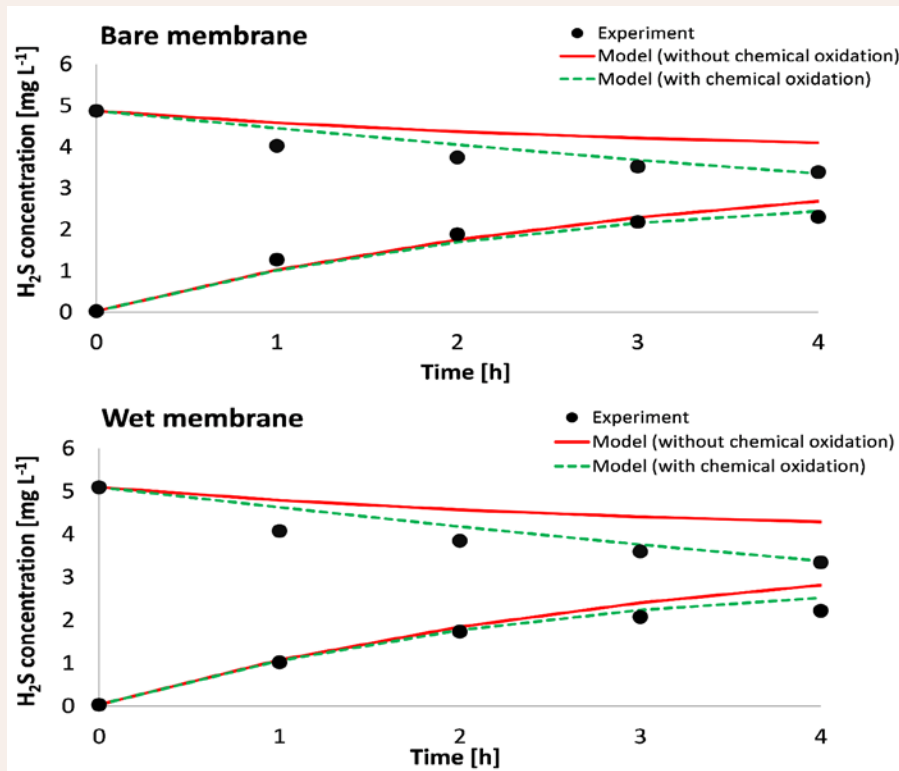 Bare membrane
Experiment
Model (without chemical oxidation)
Model (with chemical oxidation)
H₂S concentration [mg L⁻¹]
6
5
4
3
2
1
0
0 1 2 3 4
Time [h]
Wet membrane
Experiment
Model (without chemical oxidation)
Model (with chemical oxidation)
H₂S concentration [mg L⁻¹]
6
5
4
3
2
1
0
0 1 2 3 4
Time [h]